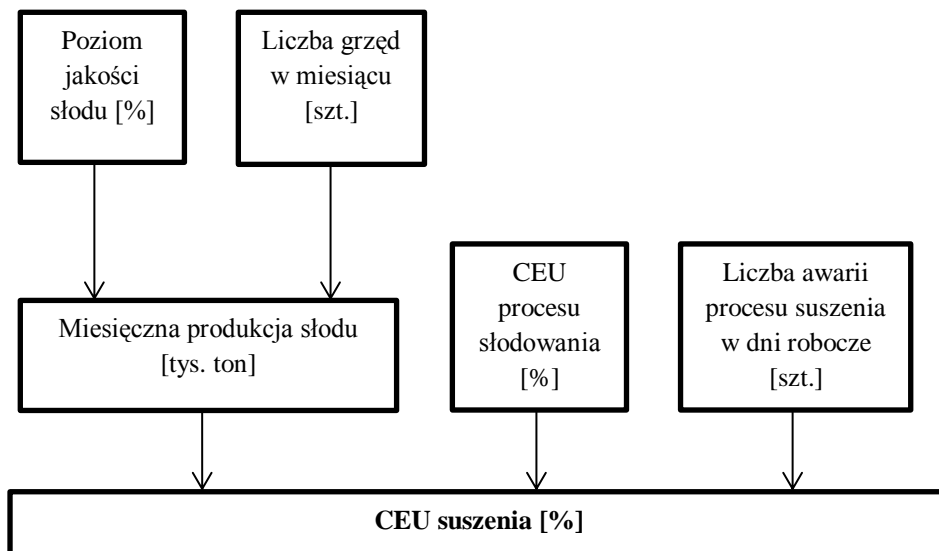 Poziom
jakości
słodu [%]
Liczba grzęd
w miesiącu
[szt.]
CEU
procesu
słodowania
[%]
Liczba awarii
procesu suszenia
w dni robocze
[szt.]
Miesięczna produkcja słodu
[tys. ton]
CEU suszenia [%]